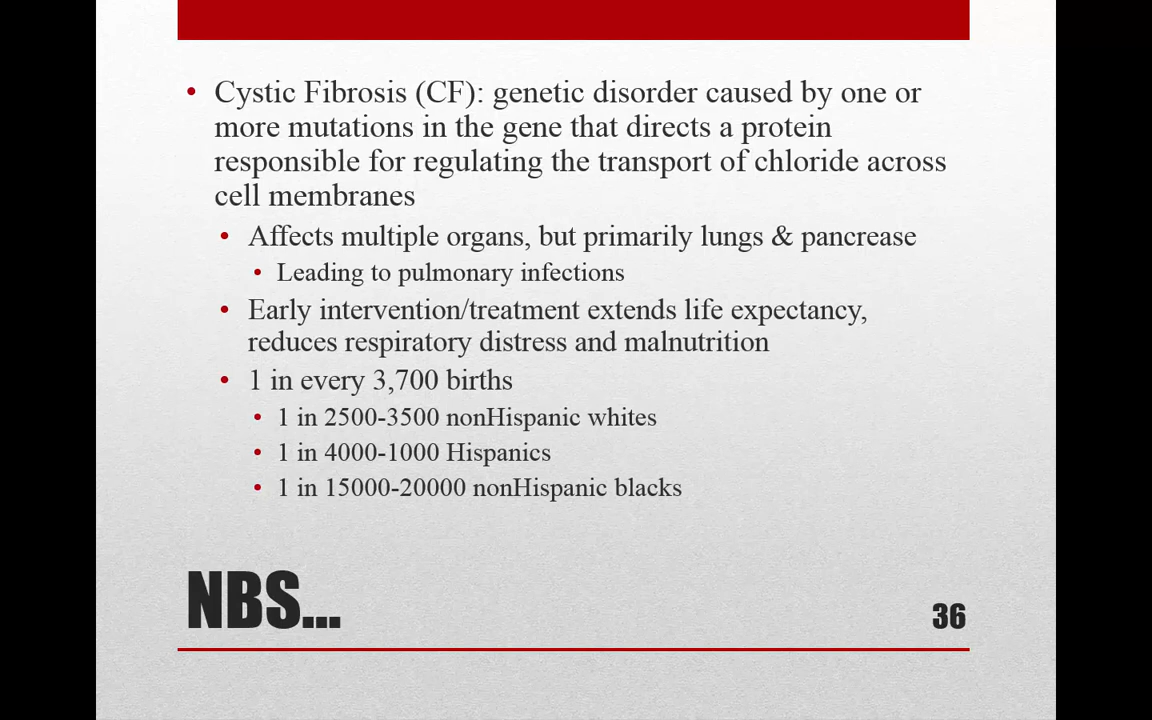 • Cystic Fibrosis (CF): genetic disorder caused by one or
more mutations in the gene that directs a protein
responsible for regulating the transport of chloride across
cell membranes
• Affects multiple organs, but primarily lungs & pancrease
• Leading to pulmonary infections
• Early intervention/treatment extends life expectancy,
reduces respiratory distress and malnutrition
• 1 in every 3,700 births
• 1 in 2500-3500 nonHispanic whites
• 1 in 4000-1000 Hispanics
• 1 in 15000-20000 nonHispanic blacks
NBS...
36